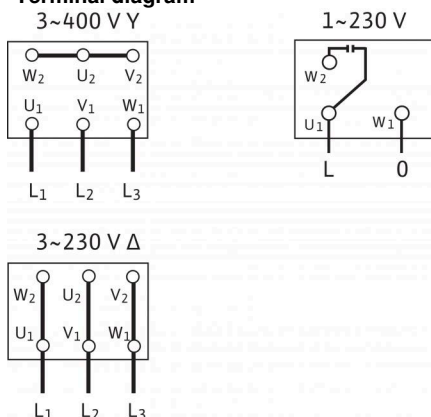 Terminal diagram
3~400 V Y
W2 U2 V2
U1 V1 W1
L1 L2 L3
1~230 V
W2
U1 W1
L 0
3~230 V Δ
W2 U2 V2
U1 V1 W1
L1 L2 L3